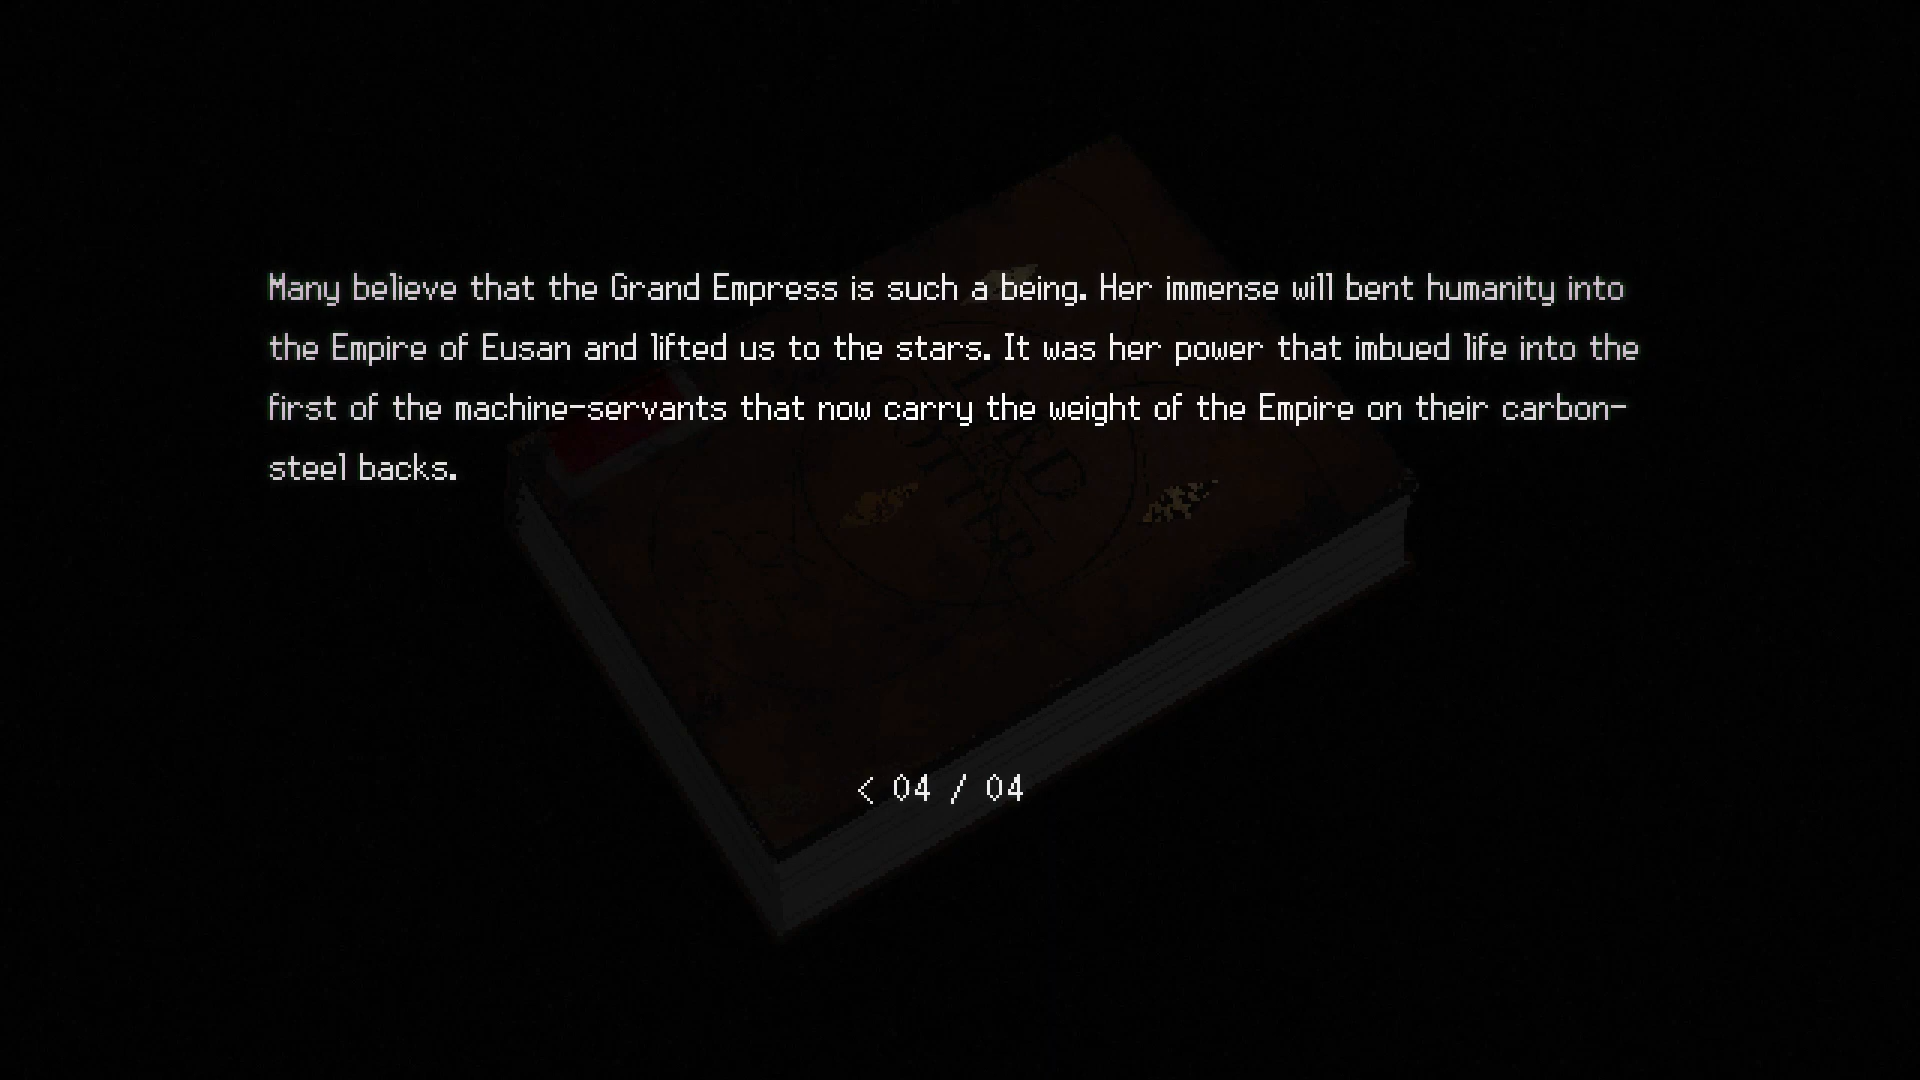 Many believe that the Grand Empress is such a being. Her immense will bent humanity into
the Empire of Eusan and lifted us to the stars. It was her power that imbued life into the
first of the machine-servants that now carry the weight of the Empire on their carbon-
steel backs.
< 04 / 04